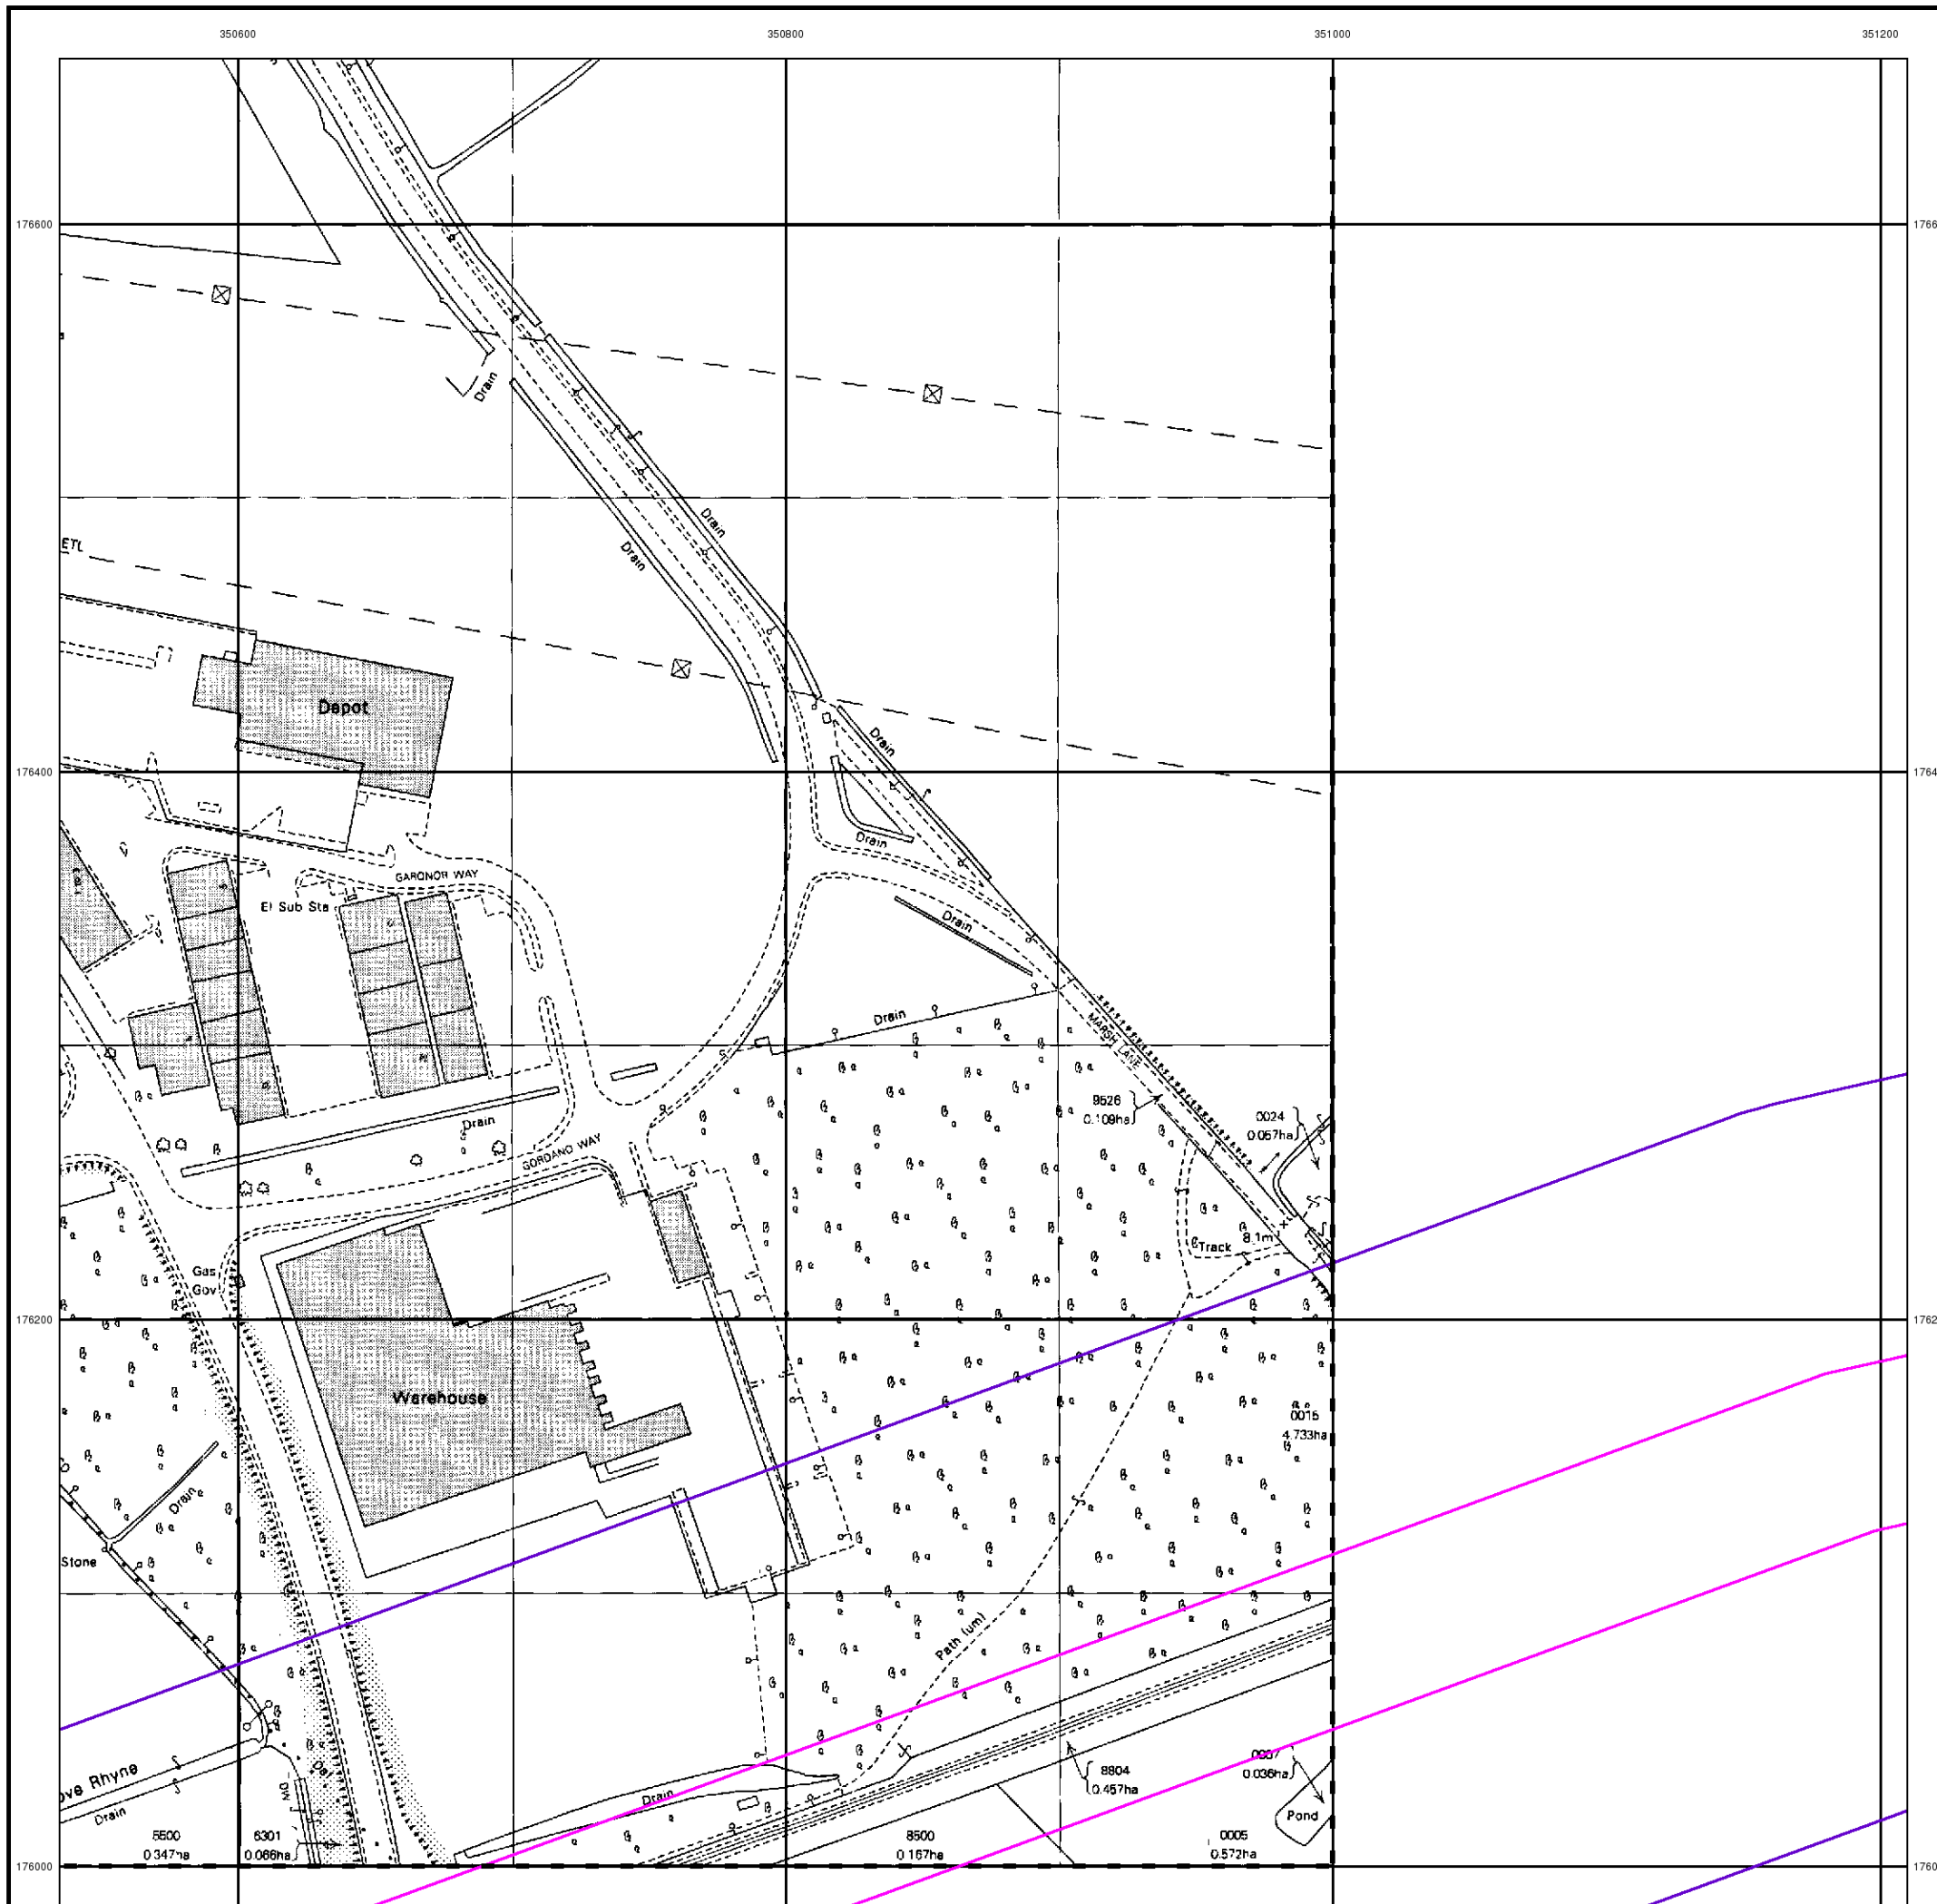 350600 350800 351000 351200
176600
Drain
Drain
ETL
Drain
Depot
Drain
176400
Drain
GARDNOR WAY
El Sub Sta
Drain
Drain
MARSH LANE
9526
0.109ha
0024
0.057ha
Drain
GORDANO WAY
Track
8.1m
Gas
Gov
176200
Warehouse
0015
4.733ha
Drain
Stone
Path (um)
ove Rhyne
Drain
Drain
8804
0.457ha
0007
0.036ha
Pond
5500
0.347ha
6301
0.066ha
8500
0.167ha
0005
0.572ha
176000